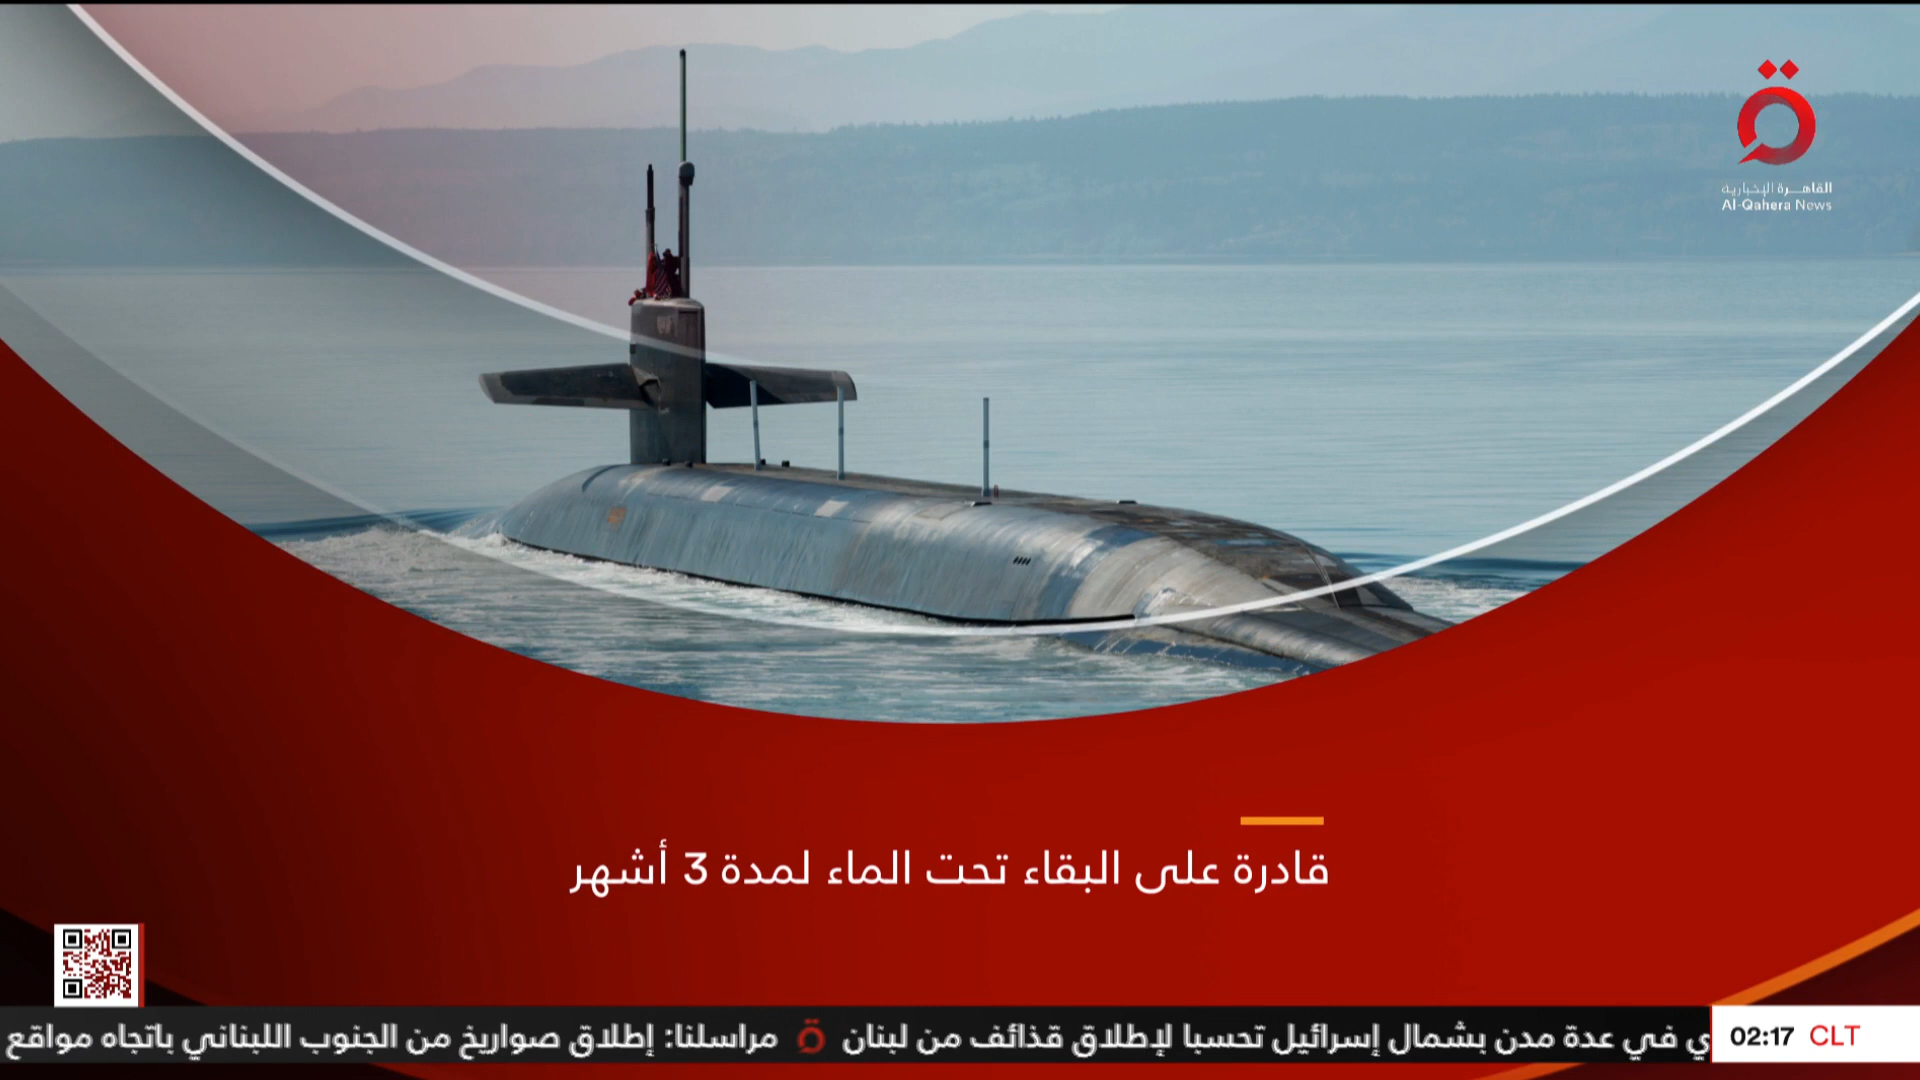 القاهرة الإخبارية
Al-Qahera News
قادرة على البقاء تحت الماء لمدة 3 أشهر
ي في عدة مدن بشمال إسرائيل تحسبا لإطلاق قذائف من لبنان مراسلنا: إطلاق صواريخ من الجنوب اللبناني باتجاه مواقع
02:17 CLT